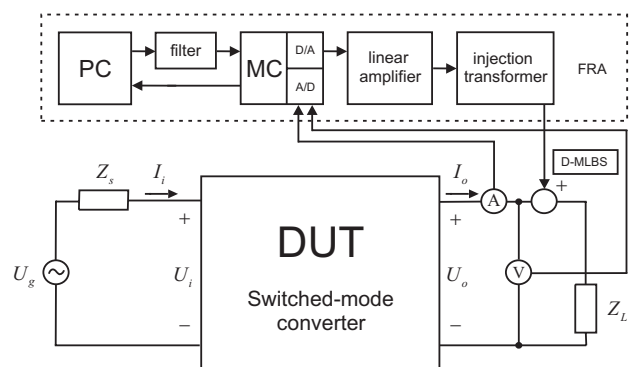 PC
filter
MC
D/A
A/D
linear
amplifier
injection
transformer
FRA
D-MLBS
Z_s
I_i
I_o
A
+
+
+
DUT
Switched-mode
converter
U_g
U_i
U_o
V
Z_L
−
−